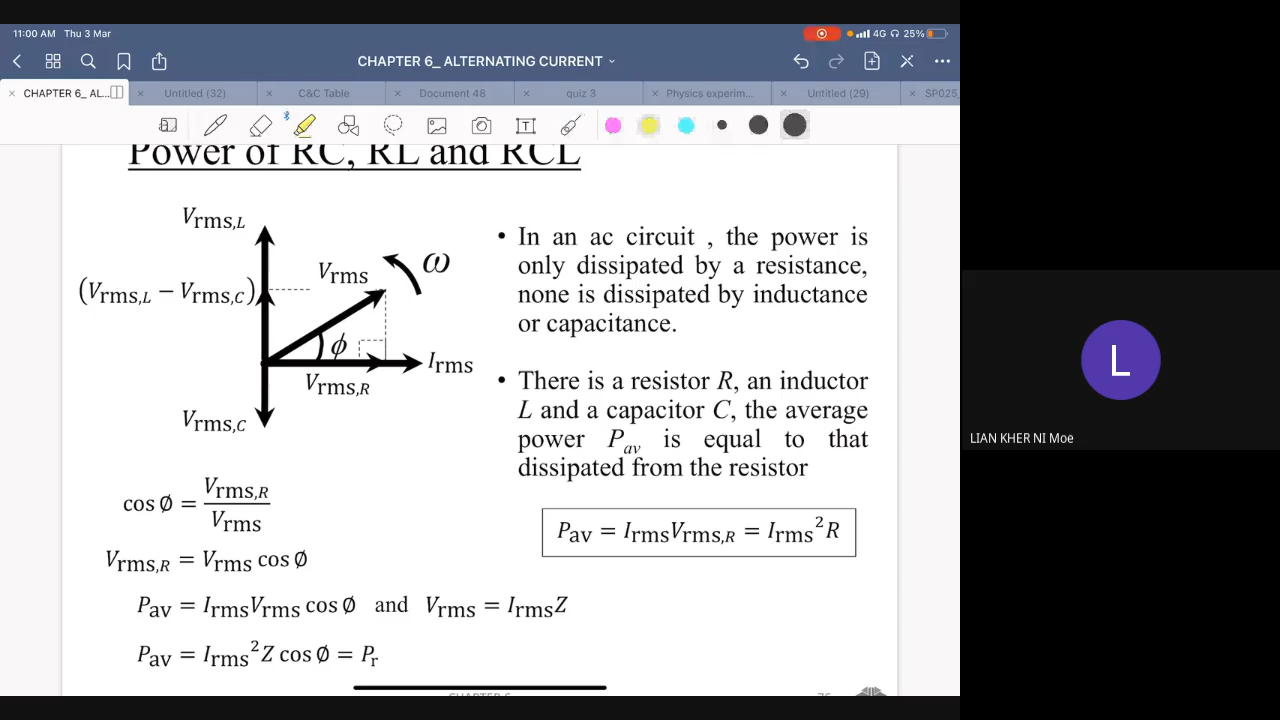 11:00 AM Thu 3 Mar
4G 25%
CHAPTER 6_ ALTERNATING CURRENT
CHAPTER 6_ AL...
Untitled (32)
C&C Table
Document 48
quiz 3
Physics experim...
Untitled (29)
SP025_
Power of RC, RL and RCL
V_rms,L
V_rms
ω
(V_rms,L − V_rms,C)
ϕ
I_rms
V_rms,R
V_rms,C
• In an ac circuit , the power is
only dissipated by a resistance,
none is dissipated by inductance
or capacitance.
• There is a resistor R, an inductor
L and a capacitor C, the average
power P_av is equal to that
dissipated from the resistor
cos ∅ = V_rms,R / V_rms
V_rms,R = V_rms cos ∅
P_av = I_rms V_rms,R = I_rms² R
P_av = I_rms V_rms cos ∅ and V_rms = I_rms Z
P_av = I_rms² Z cos ∅ = P_r
L
LIAN KHER NI Moe